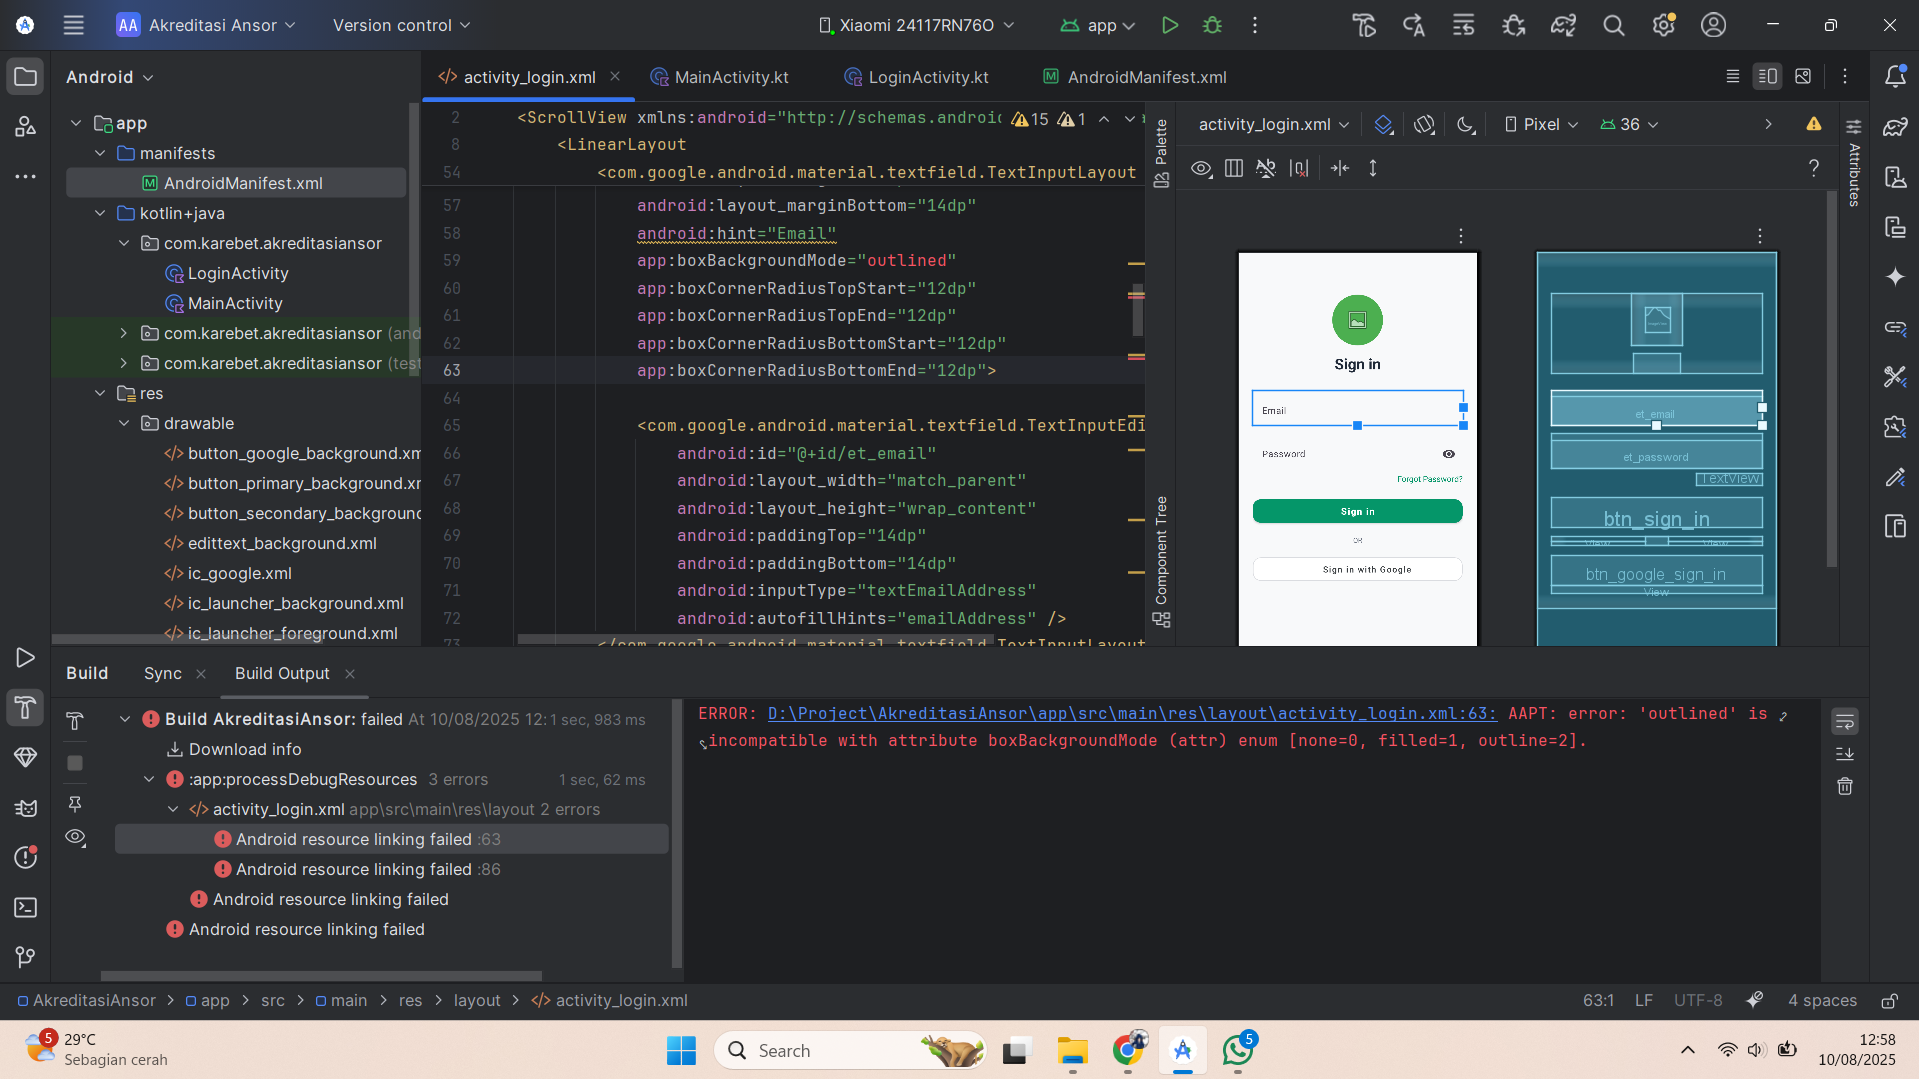 AA Akreditasi Ansor
Version control
Xiaomi 24117RN76O
app
Android
app
manifests
AndroidManifest.xml
kotlin+java
com.karebet.akreditasiansor
LoginActivity
MainActivity
com.karebet.akreditasiansor (and
com.karebet.akreditasiansor (test
res
drawable
button_google_background.xm
button_primary_background.xr
button_secondary_background
edittext_background.xml
ic_google.xml
ic_launcher_background.xml
ic_launcher_foreground.xml
activity_login.xml
MainActivity.kt
LoginActivity.kt
AndroidManifest.xml
2 <ScrollView xmlns:android="http://schemas.android
15 1
8 <LinearLayout
54 <com.google.android.material.textfield.TextInputLayout
57 android:layout_marginBottom="14dp"
58 android:hint="Email"
59 app:boxBackgroundMode="outlined"
60 app:boxCornerRadiusTopStart="12dp"
61 app:boxCornerRadiusTopEnd="12dp"
62 app:boxCornerRadiusBottomStart="12dp"
63 app:boxCornerRadiusBottomEnd="12dp">
64
65 <com.google.android.material.textfield.TextInputEdi
66 android:id="@+id/et_email"
67 android:layout_width="match_parent"
68 android:layout_height="wrap_content"
69 android:paddingTop="14dp"
70 android:paddingBottom="14dp"
71 android:inputType="textEmailAddress"
72 android:autofillHints="emailAddress" />
73 </com.google.android.material.textfield.TextInputLayout
Palette
Component Tree
activity_login.xml
Pixel
36
Attributes
Sign in
Email
Password
Forgot Password?
Sign in
OR
Sign in with Google
et_email
et_password
TextView
btn_sign_in
View
View
btn_google_sign_in
View
Build
Sync
Build Output
Build AkreditasiAnsor: failed At 10/08/2025 12: 1 sec, 983 ms
Download info
:app:processDebugResources 3 errors 1 sec, 62 ms
activity_login.xml app\src\main\res\layout 2 errors
Android resource linking failed :63
Android resource linking failed :86
Android resource linking failed
Android resource linking failed
ERROR: D:\Project\AkreditasiAnsor\app\src\main\res\layout\activity_login.xml:63: AAPT: error: 'outlined' is
incompatible with attribute boxBackgroundMode (attr) enum [none=0, filled=1, outline=2].
AkreditasiAnsor > app > src > main > res > layout > activity_login.xml
63:1 LF UTF-8 4 spaces
5
29°C
Sebagian cerah
Search
5
12:58
10/08/2025